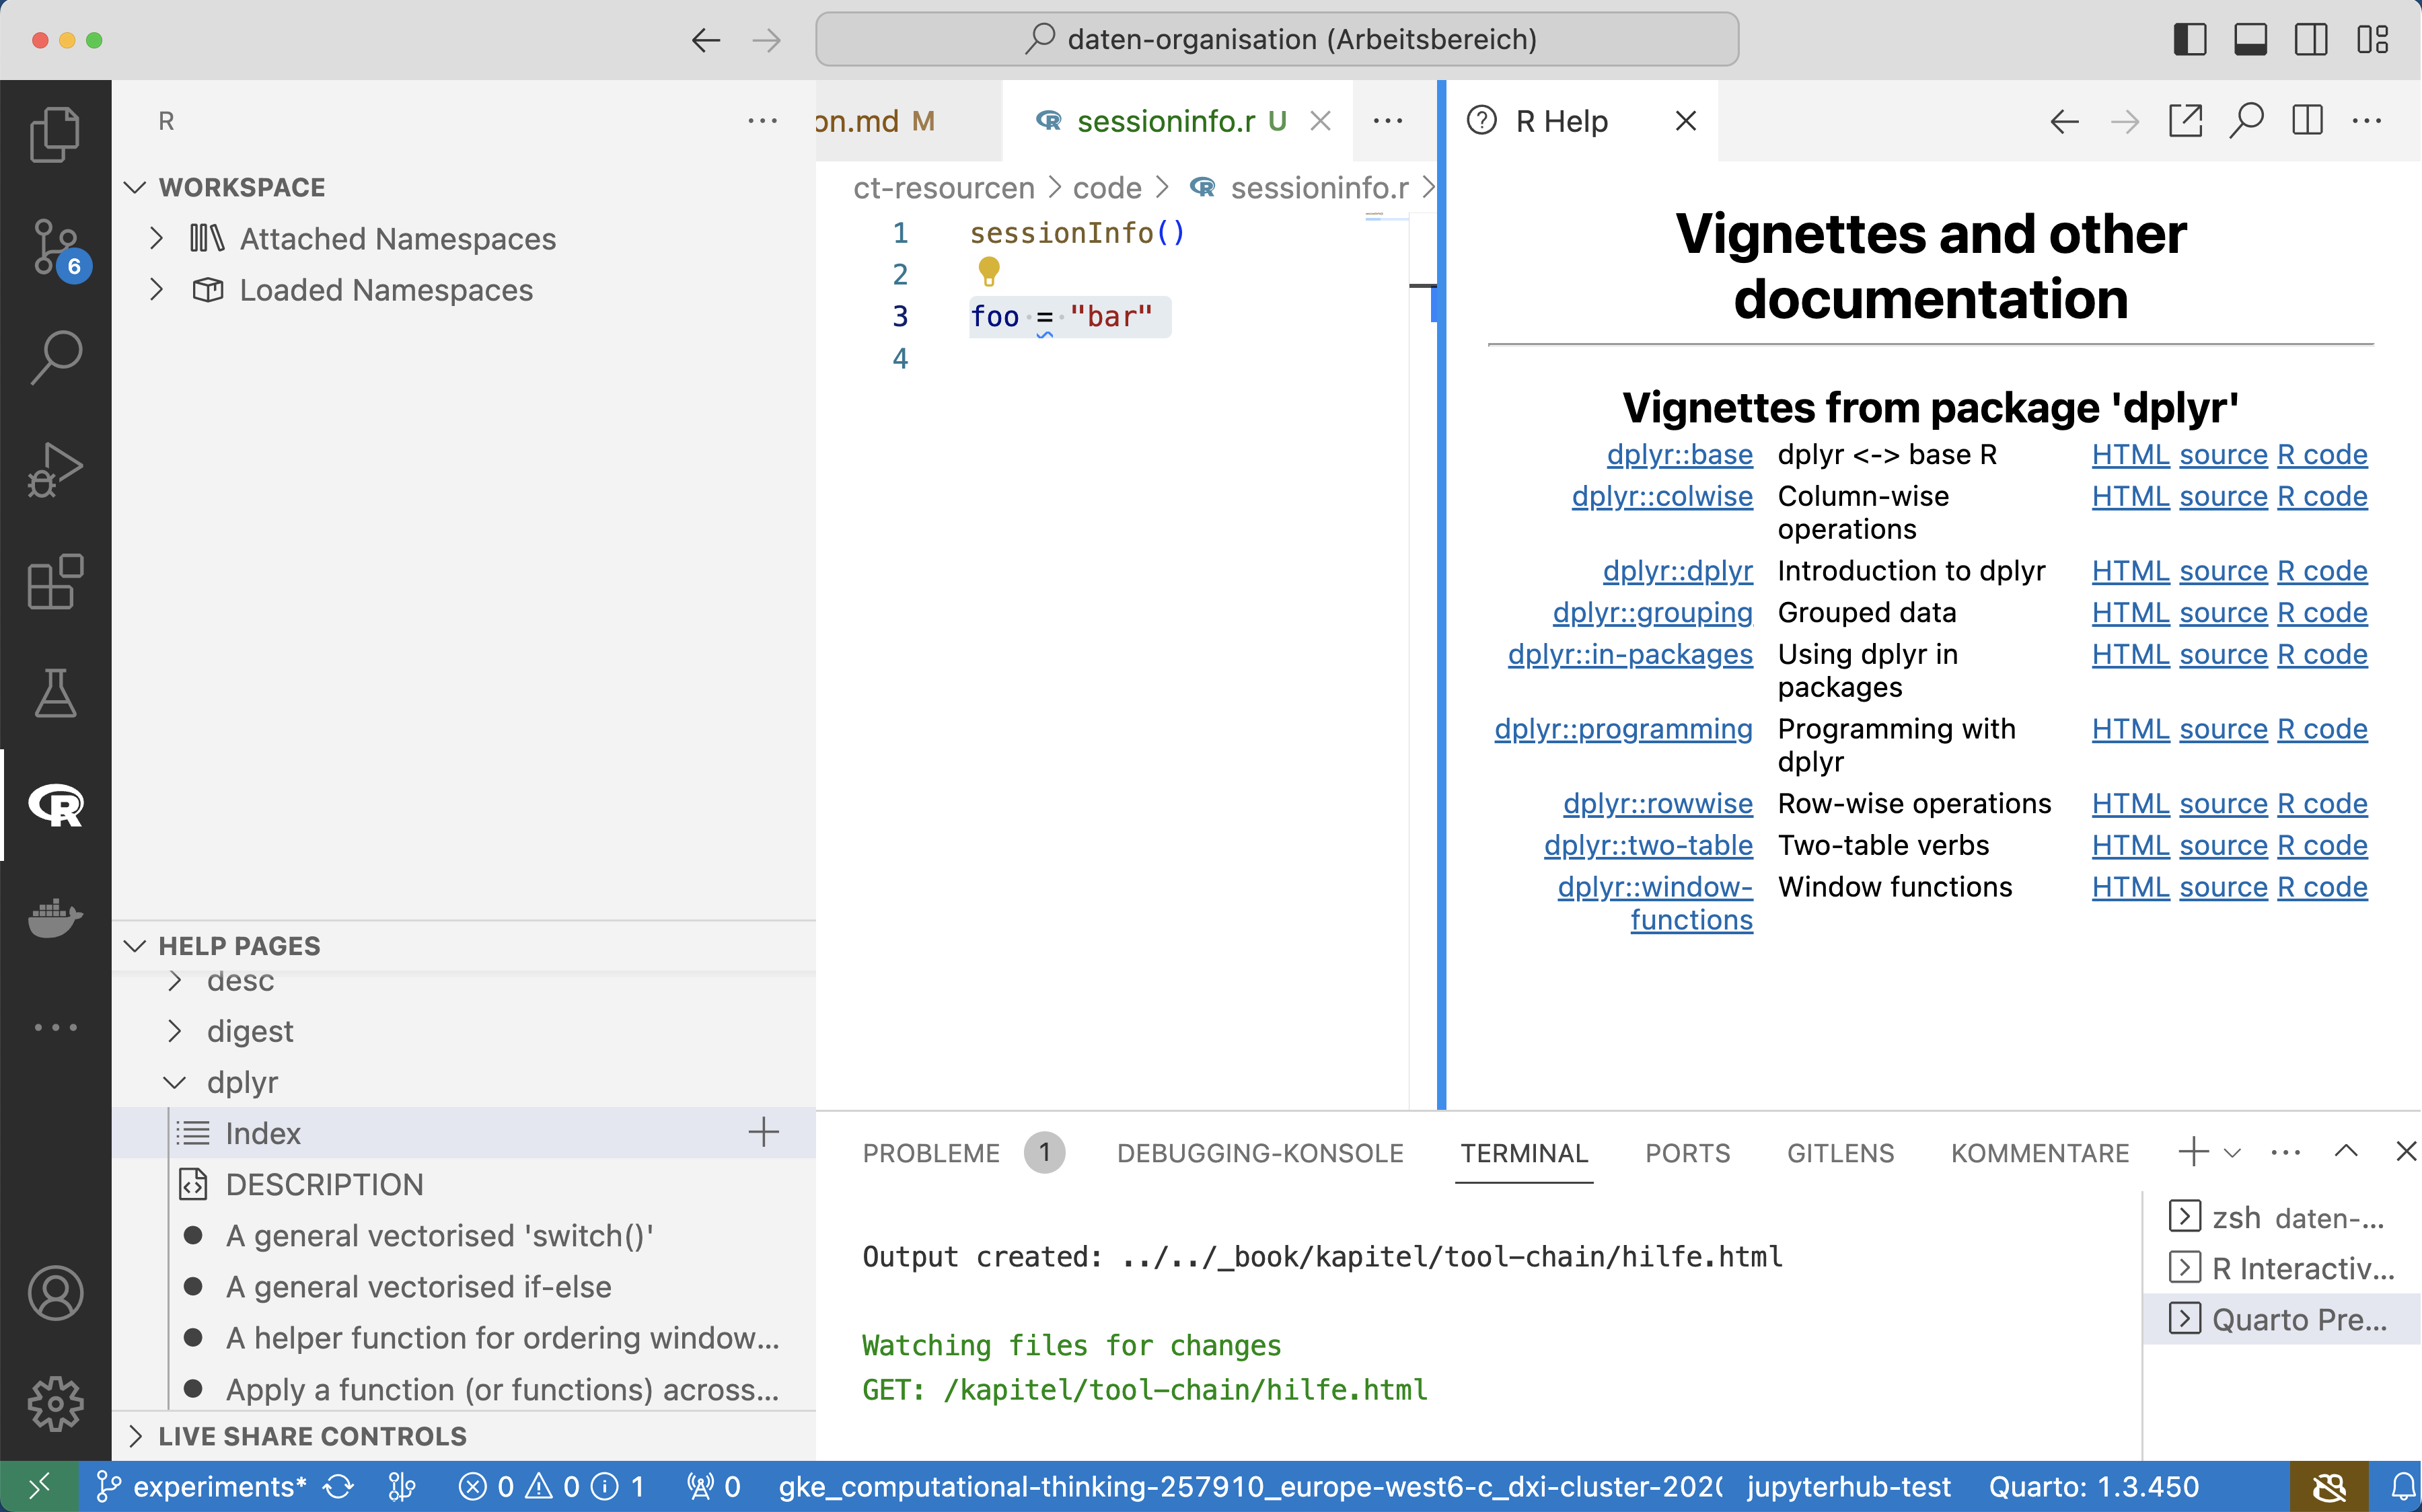 daten-organisation (Arbeitsbereich)
R
WORKSPACE
Attached Namespaces
Loaded Namespaces
6
HELP PAGES
desc
digest
dplyr
Index
DESCRIPTION
A general vectorised 'switch()'
A general vectorised if-else
A helper function for ordering window...
Apply a function (or functions) across...
LIVE SHARE CONTROLS
on.md M
sessioninfo.r U
ct-resourcen > code > sessioninfo.r >
1 sessionInfo()
2
3 foo = "bar"
4
R Help
Vignettes and other
documentation
Vignettes from package 'dplyr'
dplyr::base dplyr <-> base R HTML source R code
dplyr::colwise Column-wise HTML source R code
operations
dplyr::dplyr Introduction to dplyr HTML source R code
dplyr::grouping Grouped data HTML source R code
dplyr::in-packages Using dplyr in HTML source R code
packages
dplyr::programming Programming with HTML source R code
dplyr
dplyr::rowwise Row-wise operations HTML source R code
dplyr::two-table Two-table verbs HTML source R code
dplyr::window- Window functions HTML source R code
functions
PROBLEME 1 DEBUGGING-KONSOLE TERMINAL PORTS GITLENS KOMMENTARE
Output created: ../../_book/kapitel/tool-chain/hilfe.html
Watching files for changes
GET: /kapitel/tool-chain/hilfe.html
zsh daten-...
R Interactiv...
Quarto Pre...
experiments* 0 0 1 0 gke_computational-thinking-257910_europe-west6-c_dxi-cluster-202 jupyterhub-test Quarto: 1.3.450